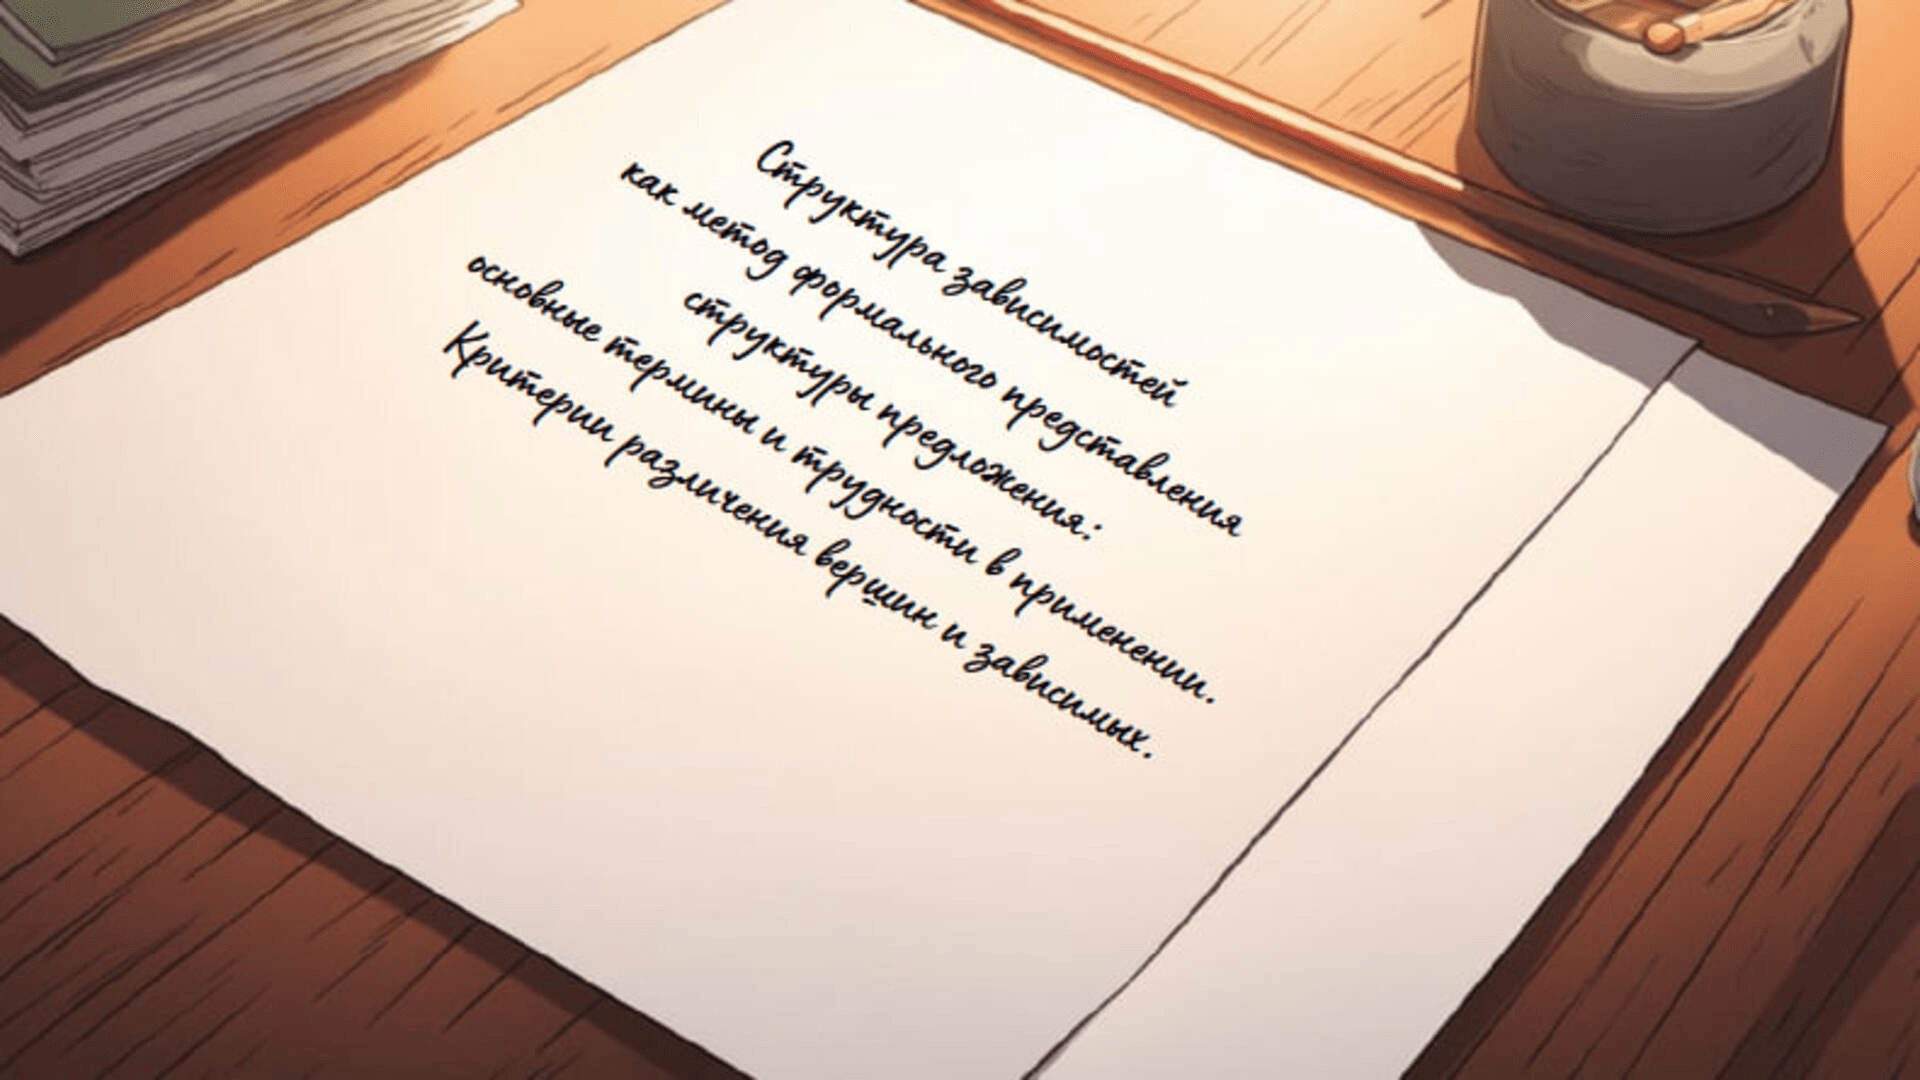 Структура зависимостей
как метод формального представления
структуры предложения:
основные термины и трудности в применении.
Критерии различения вершин и зависимых.